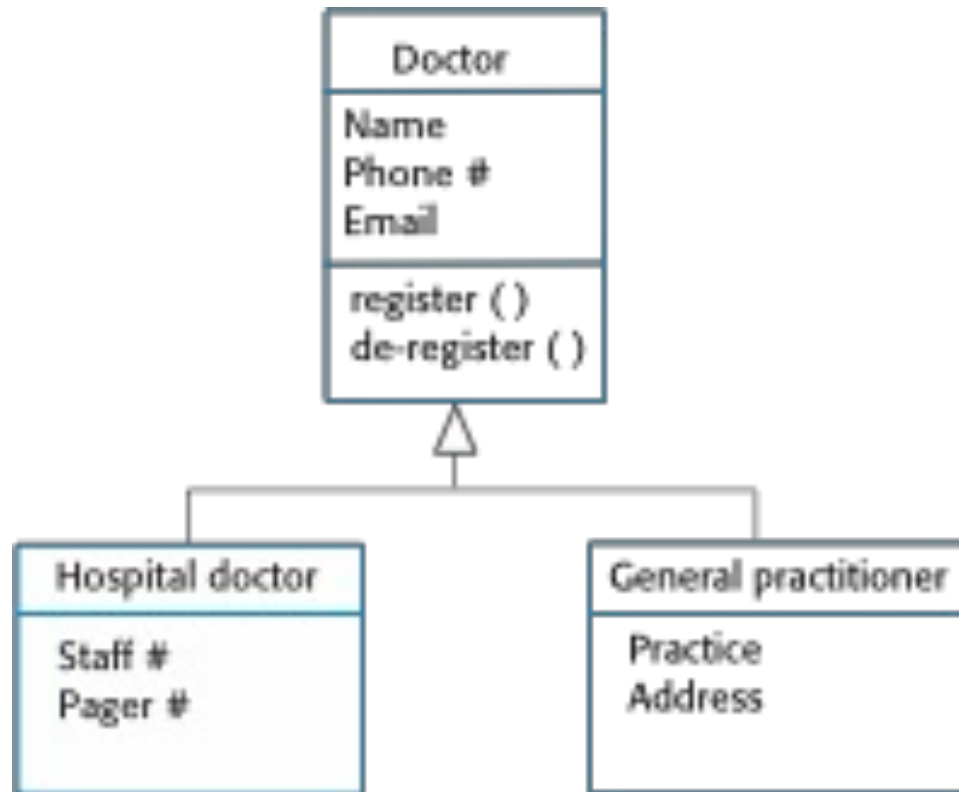 Doctor
Name
Phone #
Email
register ( )
de-register ( )
Hospital doctor
Staff #
Pager #
General practitioner
Practice
Address